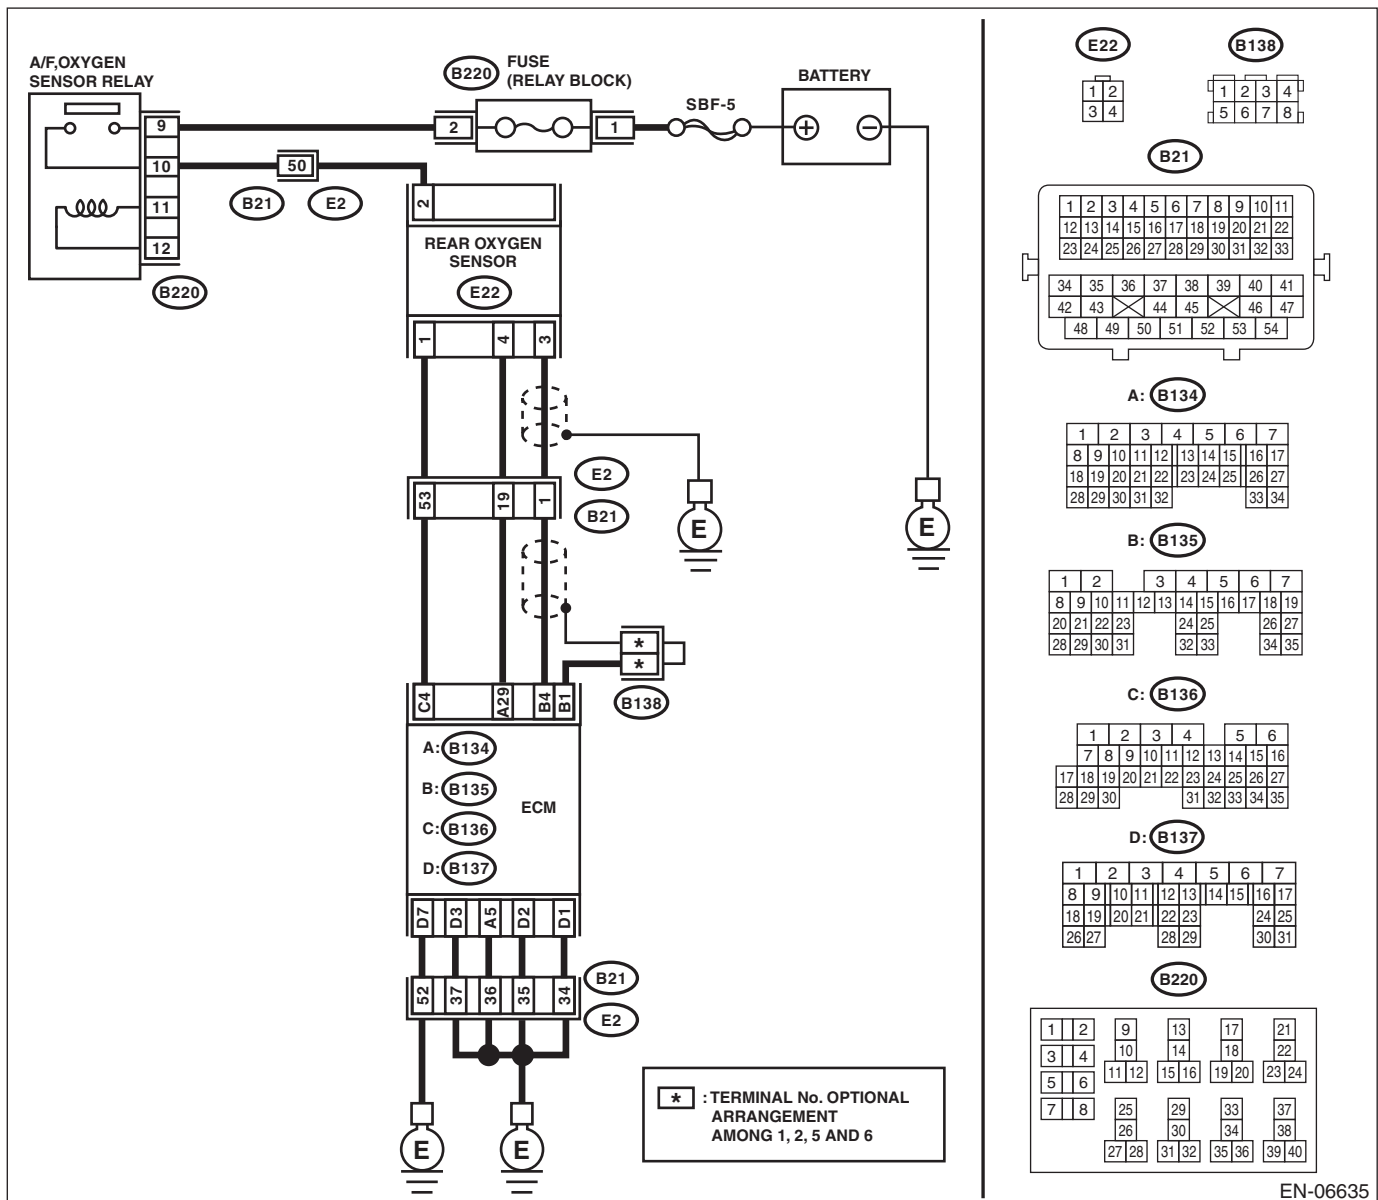 A/F,OXYGEN
SENSOR RELAY
9
10
11
12
B220
B220
FUSE
(RELAY BLOCK)
2
1
SBF-5
BATTERY
+
−
50
B21
E2
2
REAR OXYGEN
SENSOR
E22
1
4
3
E2
B21
53
19
1
E
E
*
*
B138
C4
A29
B4
B1
A: B134
B: B135
C: B136
D: B137
ECM
D7
D3
A5
D2
D1
B21
E2
52
37
36
35
34
E
E
* : TERMINAL No. OPTIONAL
ARRANGEMENT
AMONG 1, 2, 5 AND 6
E22
1 2
3 4
B138
1 2 3 4
5 6 7 8
B21
1 2 3 4 5 6 7 8 9 10 11
12 13 14 15 16 17 18 19 20 21 22
23 24 25 26 27 28 29 30 31 32 33
34 35 36 37 38 39 40 41
42 43 44 45 46 47
48 49 50 51 52 53 54
A: B134
1 2 3 4 5 6 7
8 9 10 11 12 13 14 15 16 17
18 19 20 21 22 23 24 25 26 27
28 29 30 31 32 33 34
B: B135
1 2 3 4 5 6 7
8 9 10 11 12 13 14 15 16 17 18 19
20 21 22 23 24 25 26 27
28 29 30 31 32 33 34 35
C: B136
1 2 3 4 5 6
7 8 9 10 11 12 13 14 15 16
17 18 19 20 21 22 23 24 25 26 27
28 29 30 31 32 33 34 35
D: B137
1 2 3 4 5 6 7
8 9 10 11 12 13 14 15 16 17
18 19 20 21 22 23 24 25
26 27 28 29 30 31
B220
1 2 9 13 17 21
3 4 10 14 18 22
11 12 15 16 19 20 23 24
5 6
7 8 25 29 33 37
26 30 34 38
27 28 31 32 35 36 39 40
EN-06635